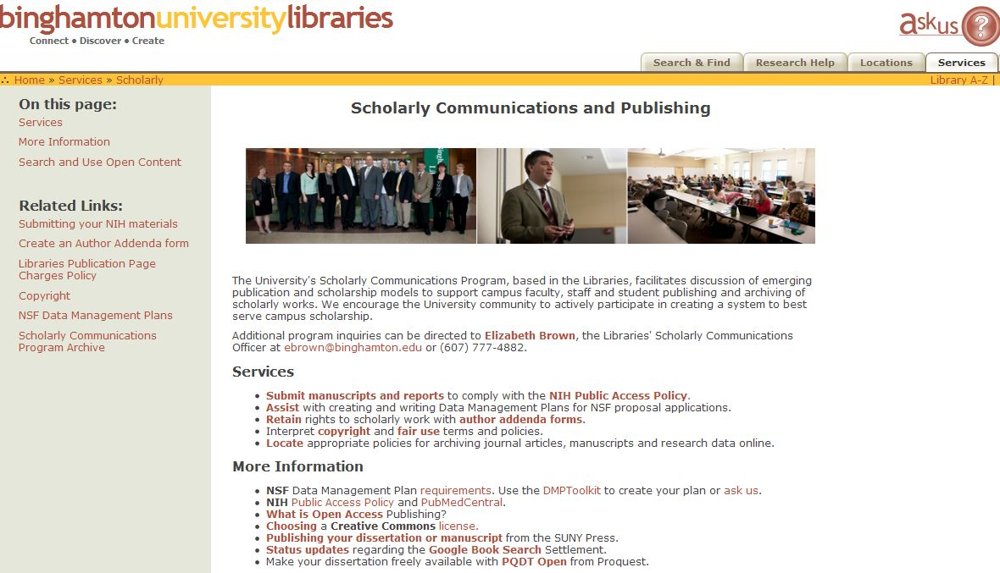 binghamtonuniversitylibraries
Connect • Discover • Create
askus ?
Search & Find
Research Help
Locations
Services
Home » Services » Scholarly
Library A-Z |
On this page:
Services
More Information
Search and Use Open Content
Related Links:
Submitting your NIH materials
Create an Author Addenda form
Libraries Publication Page
Charges Policy
Copyright
NSF Data Management Plans
Scholarly Communications
Program Archive
Scholarly Communications and Publishing
The University's Scholarly Communications Program, based in the Libraries, facilitates discussion of emerging
publication and scholarship models to support campus faculty, staff and student publishing and archiving of
scholarly works. We encourage the University community to actively participate in creating a system to best
serve campus scholarship.
Additional program inquiries can be directed to Elizabeth Brown, the Libraries' Scholarly Communications
Officer at ebrown@binghamton.edu or (607) 777-4882.
Services
• Submit manuscripts and reports to comply with the NIH Public Access Policy.
• Assist with creating and writing Data Management Plans for NSF proposal applications.
• Retain rights to scholarly work with author addenda forms.
• Interpret copyright and fair use terms and policies.
• Locate appropriate policies for archiving journal articles, manuscripts and research data online.
More Information
• NSF Data Management Plan requirements. Use the DMPToolkit to create your plan or ask us.
• NIH Public Access Policy and PubMedCentral.
• What is Open Access Publishing?
• Choosing a Creative Commons license.
• Publishing your dissertation or manuscript from the SUNY Press.
• Status updates regarding the Google Book Search Settlement.
• Make your dissertation freely available with PQDT Open from Proquest.